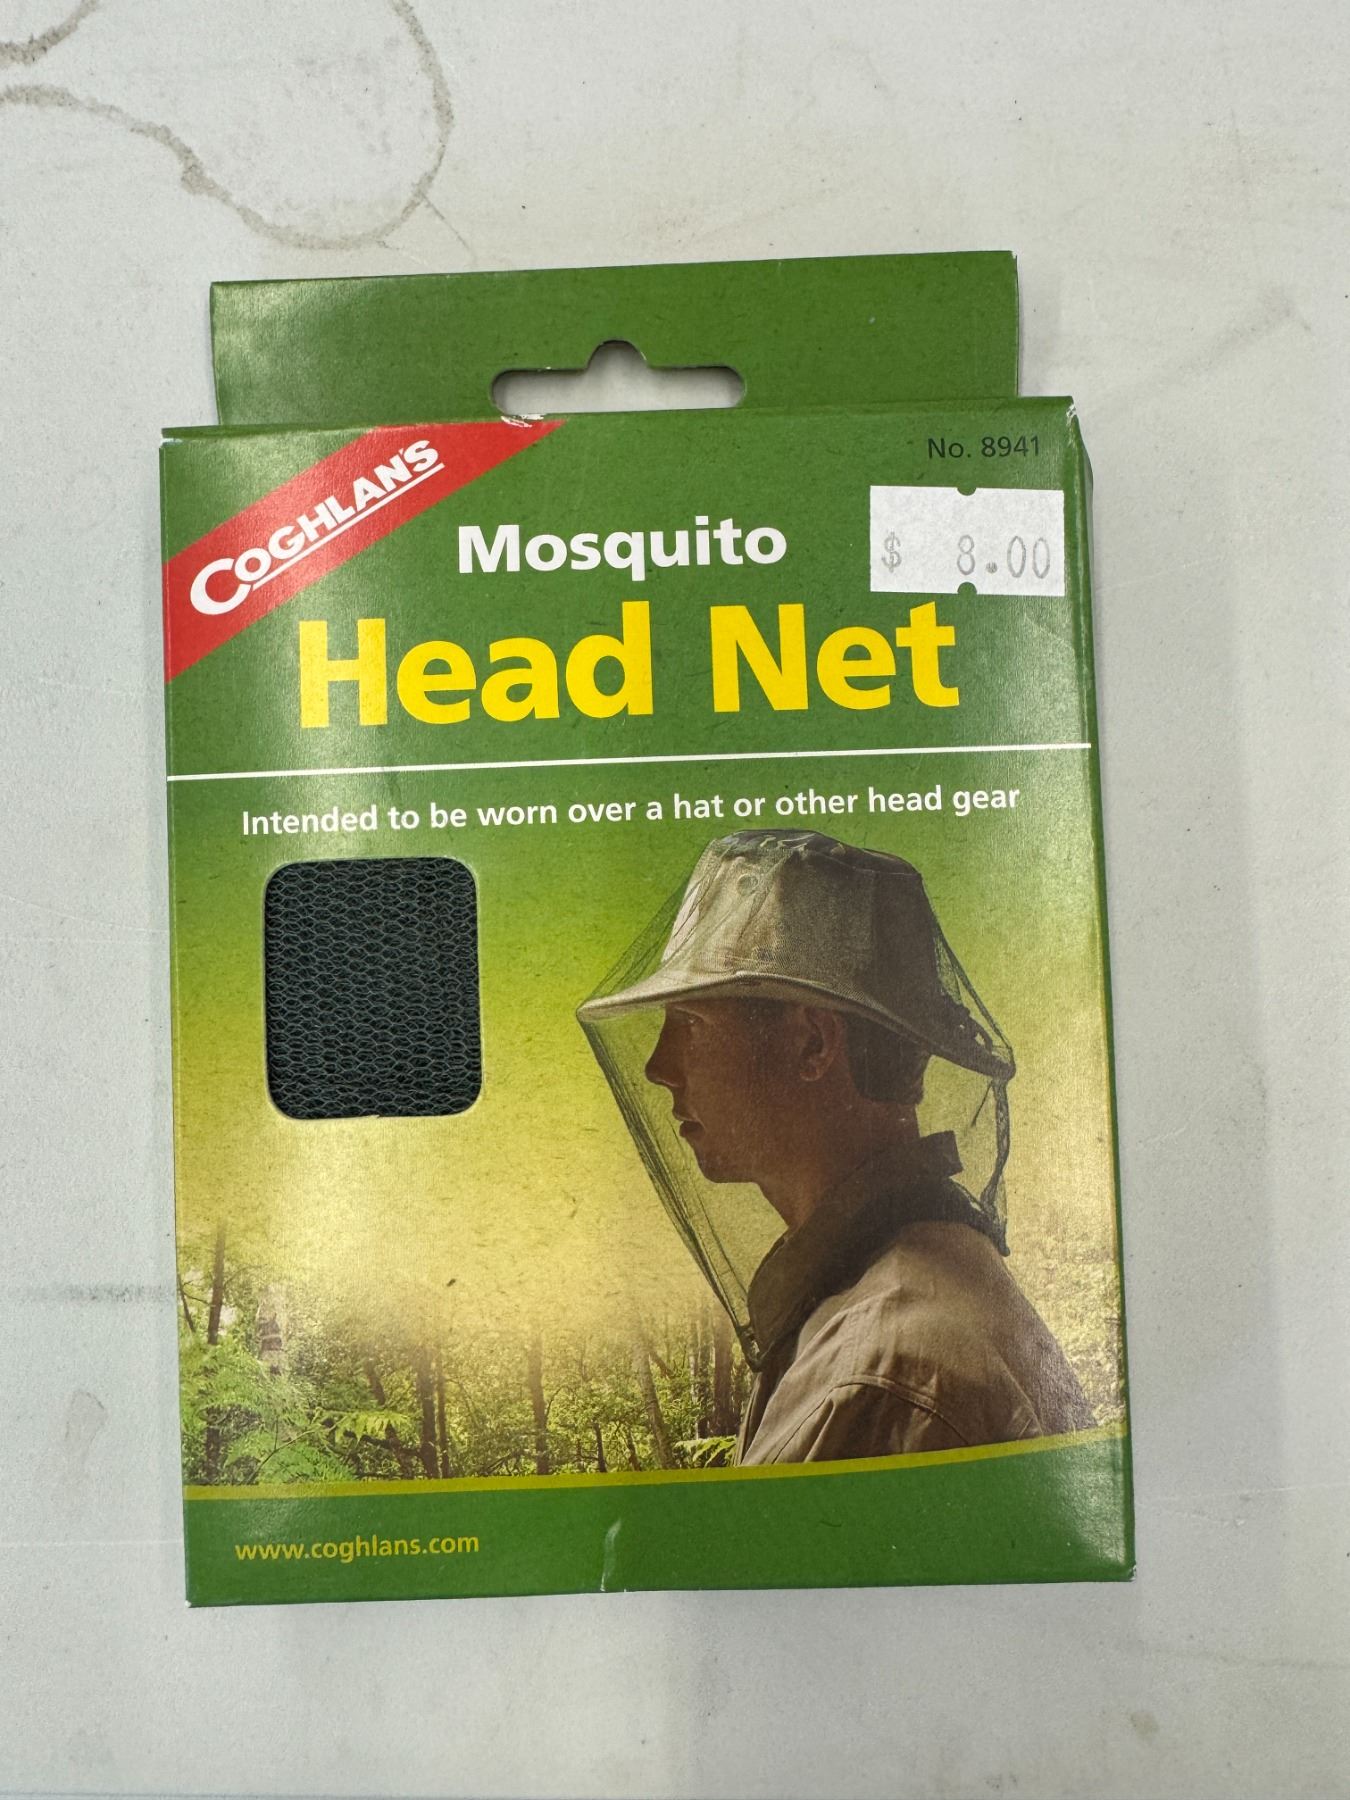 COGHLAN'S
No. 8941
$ 8.00
Mosquito
Head Net
Intended to be worn over a hat or other head gear
www.coghlans.com